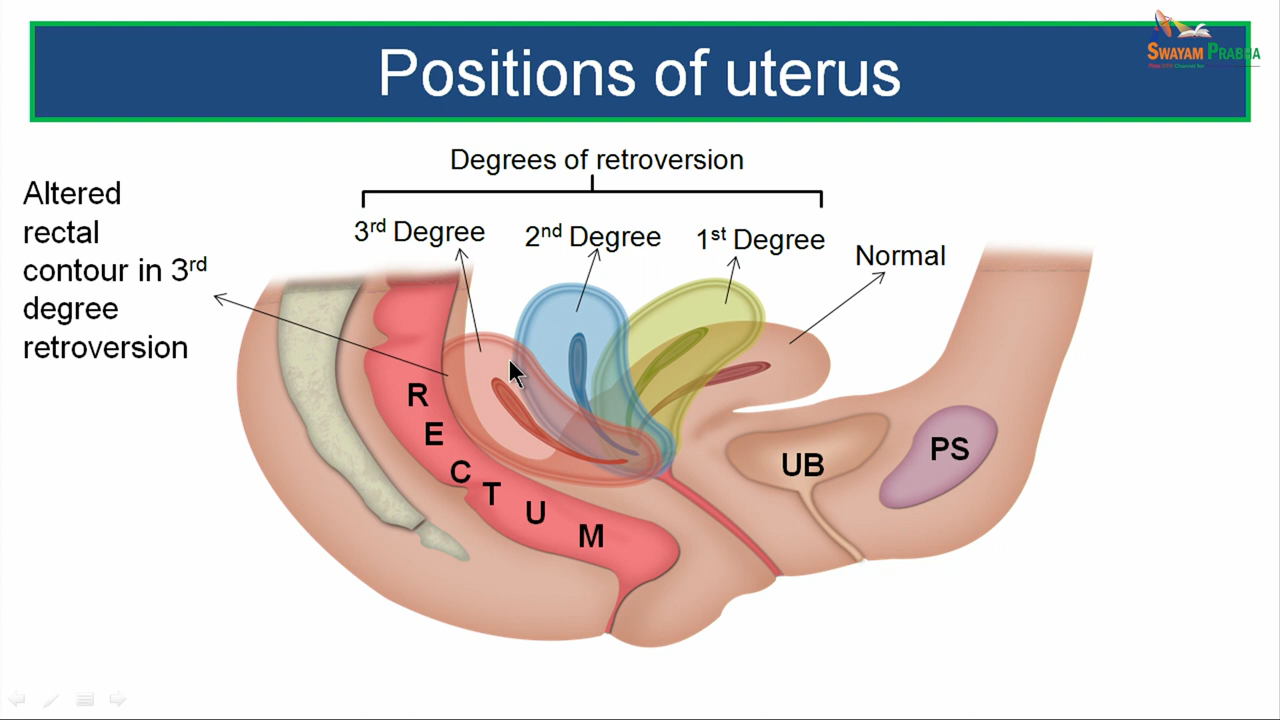 SWAYAM PRABHA
Positions of uterus
Degrees of retroversion
Altered
rectal
contour in 3rd
degree
retroversion
3rd Degree
2nd Degree
1st Degree
Normal
RECTUM
UB
PS